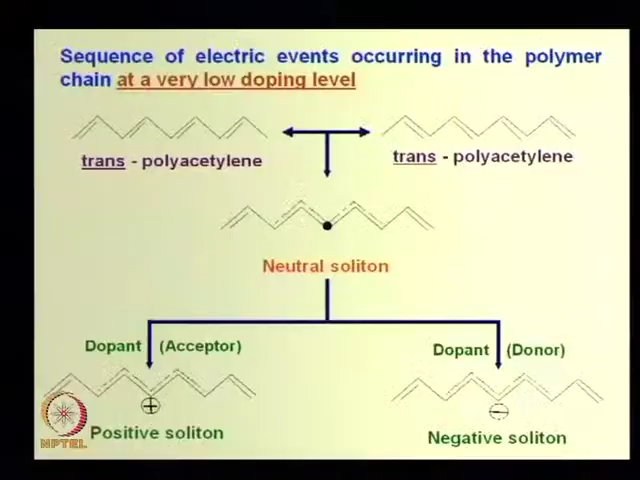 Sequence of electric events occurring in the polymer
chain at a very low doping level
trans - polyacetylene
trans - polyacetylene
Neutral soliton
Dopant (Acceptor)
Dopant (Donor)
+
−
Positive soliton
Negative soliton
NPTEL